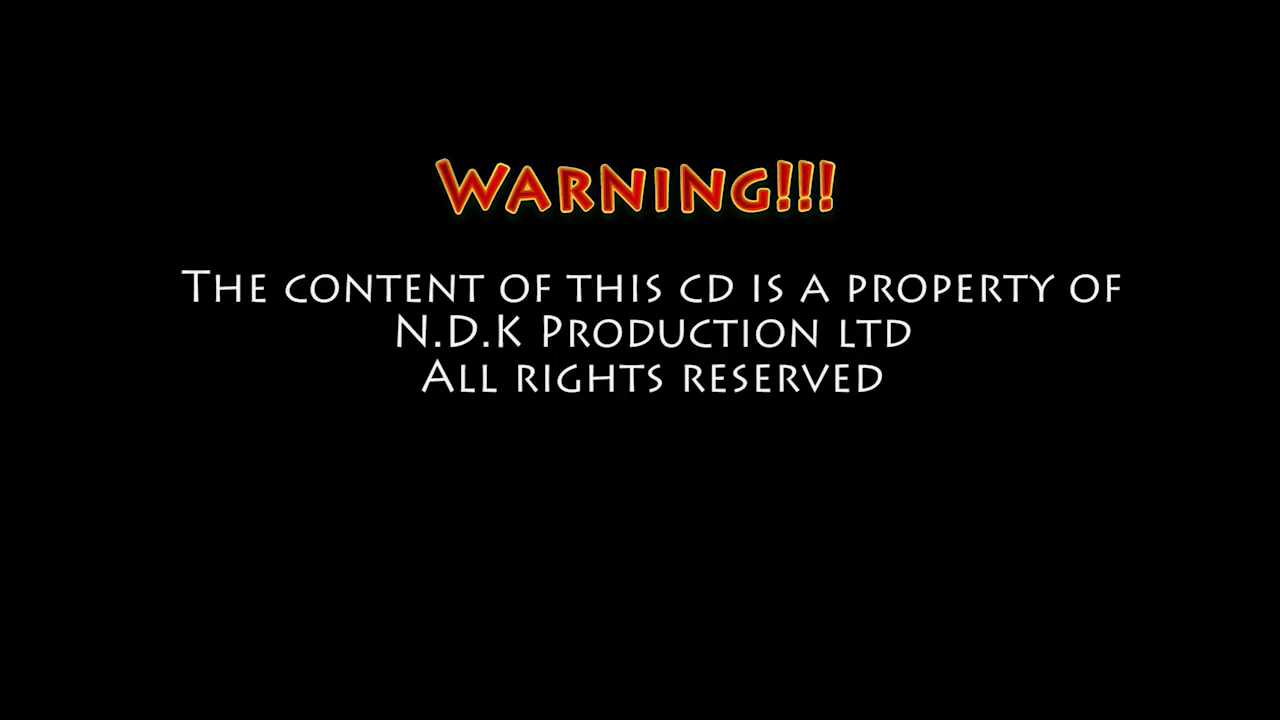 WARNING!!!
THE CONTENT OF THIS CD IS A PROPERTY OF
N.D.K PRODUCTION LTD
ALL RIGHTS RESERVED